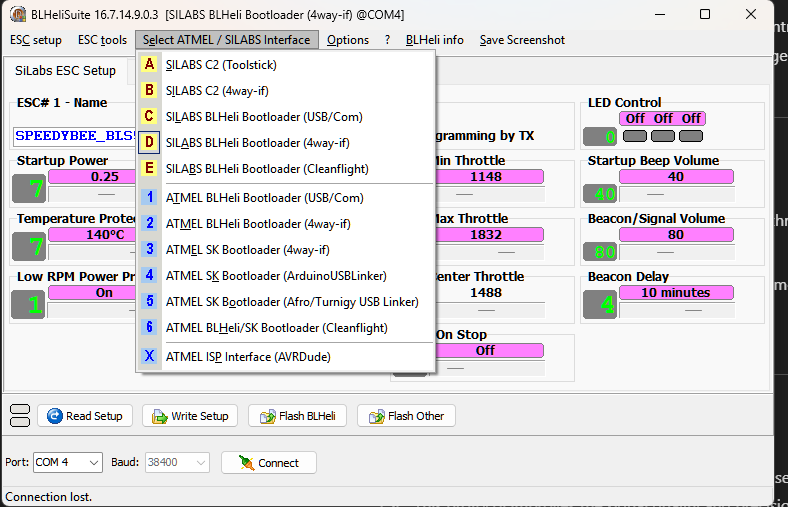 BLHeliSuite 16.7.14.9.0.3 [SILABS BLHeli Bootloader (4way-if) @COM4]
ESC setup ESC tools Select ATMEL / SILABS Interface Options ? BLHeli info Save Screenshot
SiLabs ESC Setup
A SILABS C2 (Toolstick)
B SILABS C2 (4way-if)
C SILABS BLHeli Bootloader (USB/Com)
D SILABS BLHeli Bootloader (4way-if)
E SILABS BLHeli Bootloader (Cleanflight)
1 ATMEL BLHeli Bootloader (USB/Com)
2 ATMEL BLHeli Bootloader (4way-if)
3 ATMEL SK Bootloader (4way-if)
4 ATMEL SK Bootloader (ArduinoUSBLinker)
5 ATMEL SK Bootloader (Afro/Turnigy USB Linker)
6 ATMEL BLHeli/SK Bootloader (Cleanflight)
X ATMEL ISP Interface (AVRDude)
ESC# 1 - Name
SPEEDYBEE_BLS
Startup Power
0.25
7
Temperature Prote
140°C
7
Low RPM Power Pr
On
1
gramming by TX
Min Throttle
1148
Max Throttle
1832
enter Throttle
1488
On Stop
Off
LED Control
Off Off Off
0
Startup Beep Volume
40
40
Beacon/Signal Volume
80
80
Beacon Delay
10 minutes
4
Read Setup Write Setup Flash BLHeli Flash Other
Port: COM 4 Baud: 38400 Connect
Connection lost.